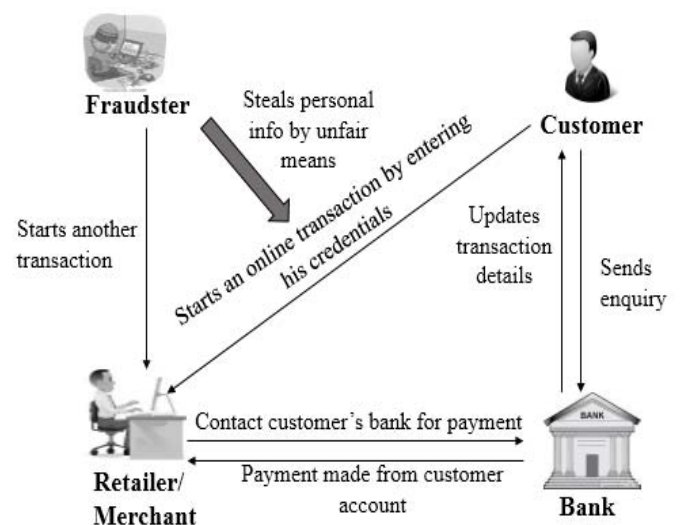 Fraudster
Steals personal
info by unfair
means
Customer
Starts an online transaction by entering
his credentials
Starts another
transaction
Updates
transaction
details
Sends
enquiry
BANK
Contact customer’s bank for payment
Payment made from customer
account
Retailer/
Merchant
Bank